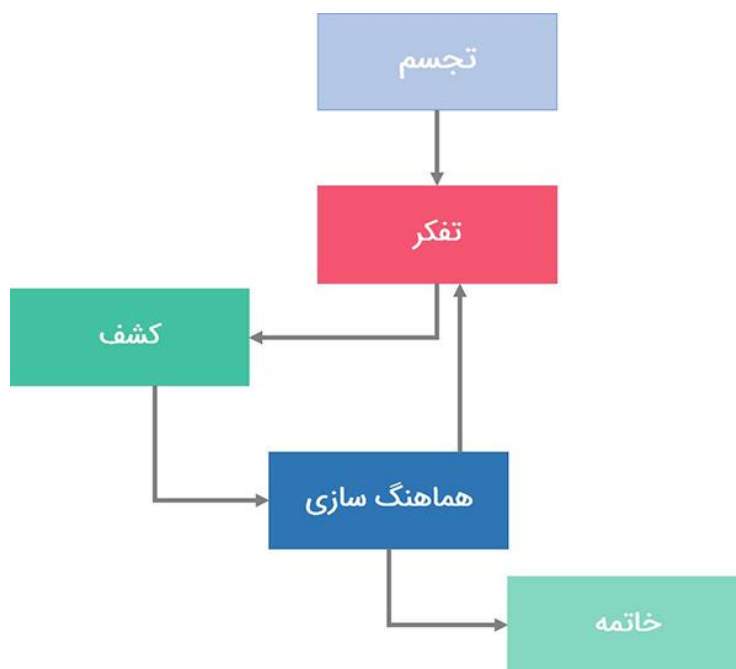 تجسم
تفکر
کشف
هماهنگ سازی
خاتمه